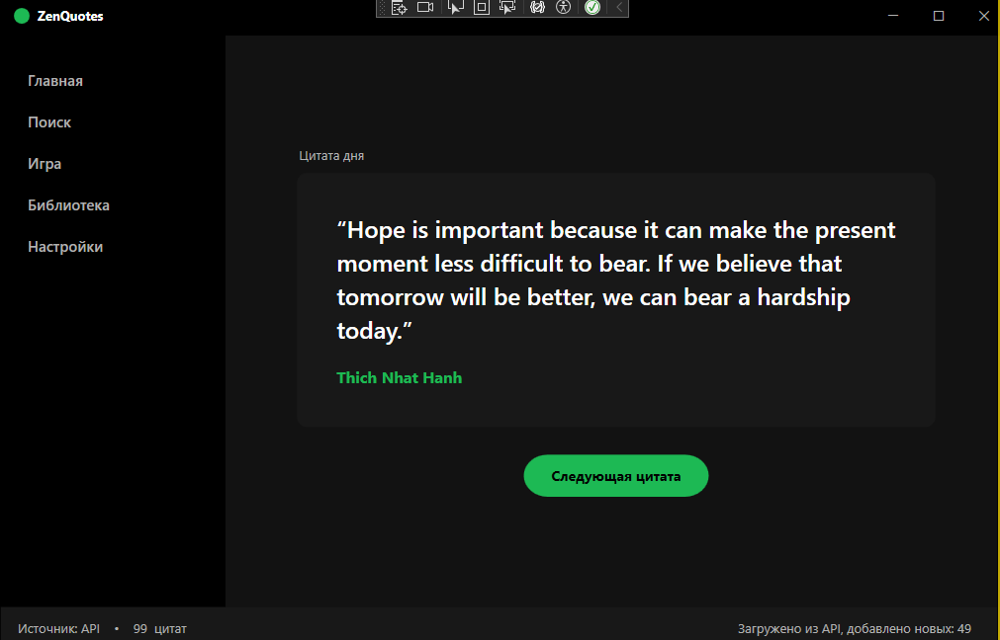 ZenQuotes
Главная
Поиск
Игра
Библиотека
Настройки
Цитата дня
“Hope is important because it can make the present
moment less difficult to bear. If we believe that
tomorrow will be better, we can bear a hardship
today.”
Thich Nhat Hanh
Следующая цитата
Источник: API • 99 цитат
Загружено из API, добавлено новых: 49